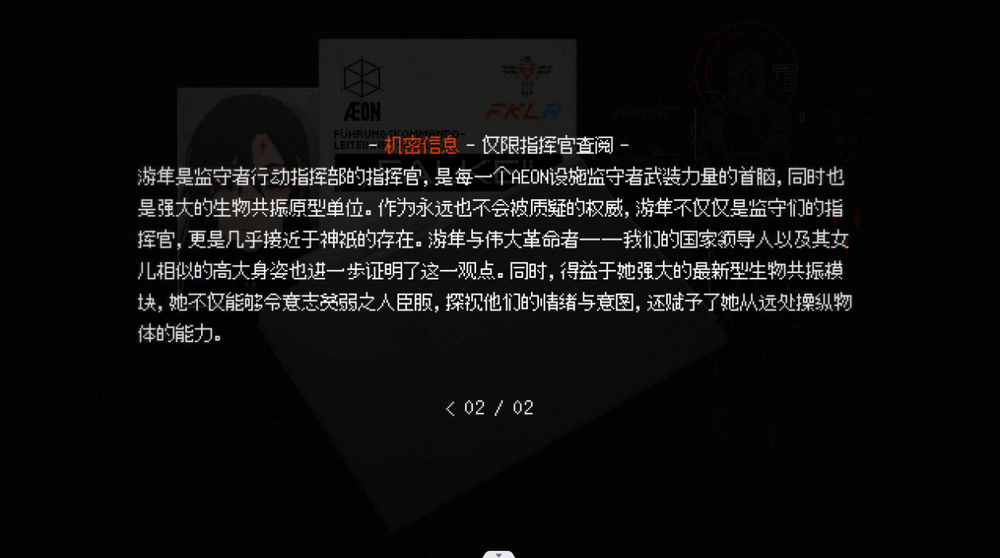 ÆON
FKLR
FÜHRUNGSKOMMANDO-
SYSTEM
- 机密信息 - 仅限指挥官查阅 -
FALKE
游隼是监守者行动指挥部的指挥官，是每一个AEON设施监守者武装力量的首脑，同时也
是强大的生物共振原型单位。作为永远也不会被质疑的权威，游隼不仅仅是监守们的指
挥官，更是几乎接近于神祇的存在。游隼与伟大革命者——我们的国家领导人以及其女
儿相似的高大身姿也进一步证明了这一观点。同时，得益于她强大的最新型生物共振模
块，她不仅能够令意志薄弱之人臣服，探视他们的情绪与意图，还赋予了她从远处操纵物
体的能力。
< 02 / 02